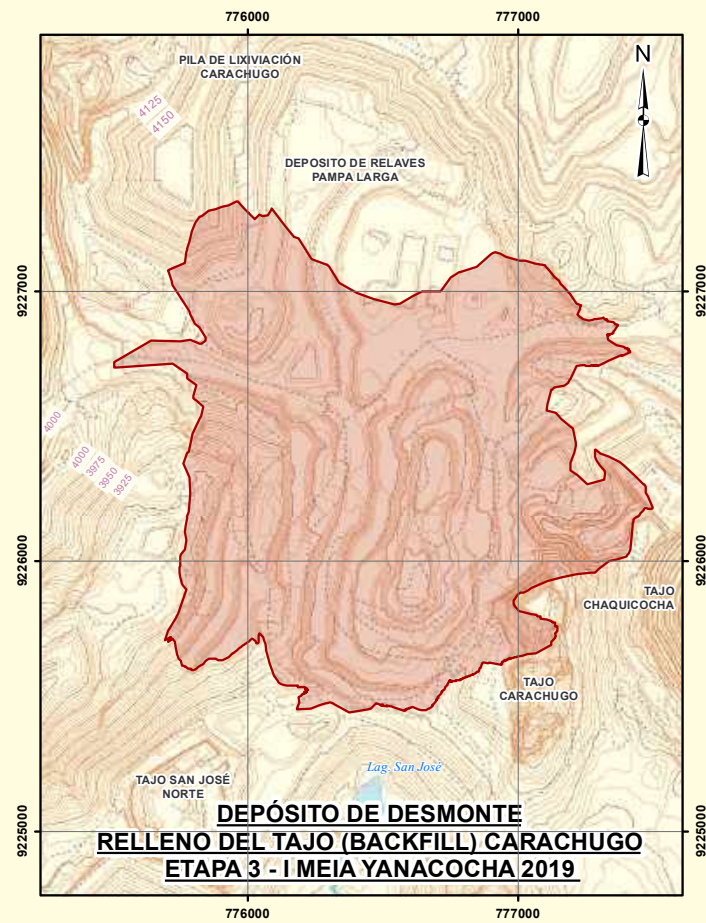 776000
777000
PILA DE LIXIVIACIÓN
CARACHUGO
N
4125
4150
DEPOSITO DE RELAVES
PAMPA LARGA
9227000
9227000
4000
4000
3975
3950
3925
9226000
9226000
TAJO
CHAQUICOCHA
TAJO
CARACHUGO
Lag. San José
TAJO SAN JOSÉ
NORTE
DEPÓSITO DE DESMONTE
RELLENO DEL TAJO (BACKFILL) CARACHUGO
ETAPA 3 - I MEIA YANACOCHA 2019
9225000
9225000
776000
777000